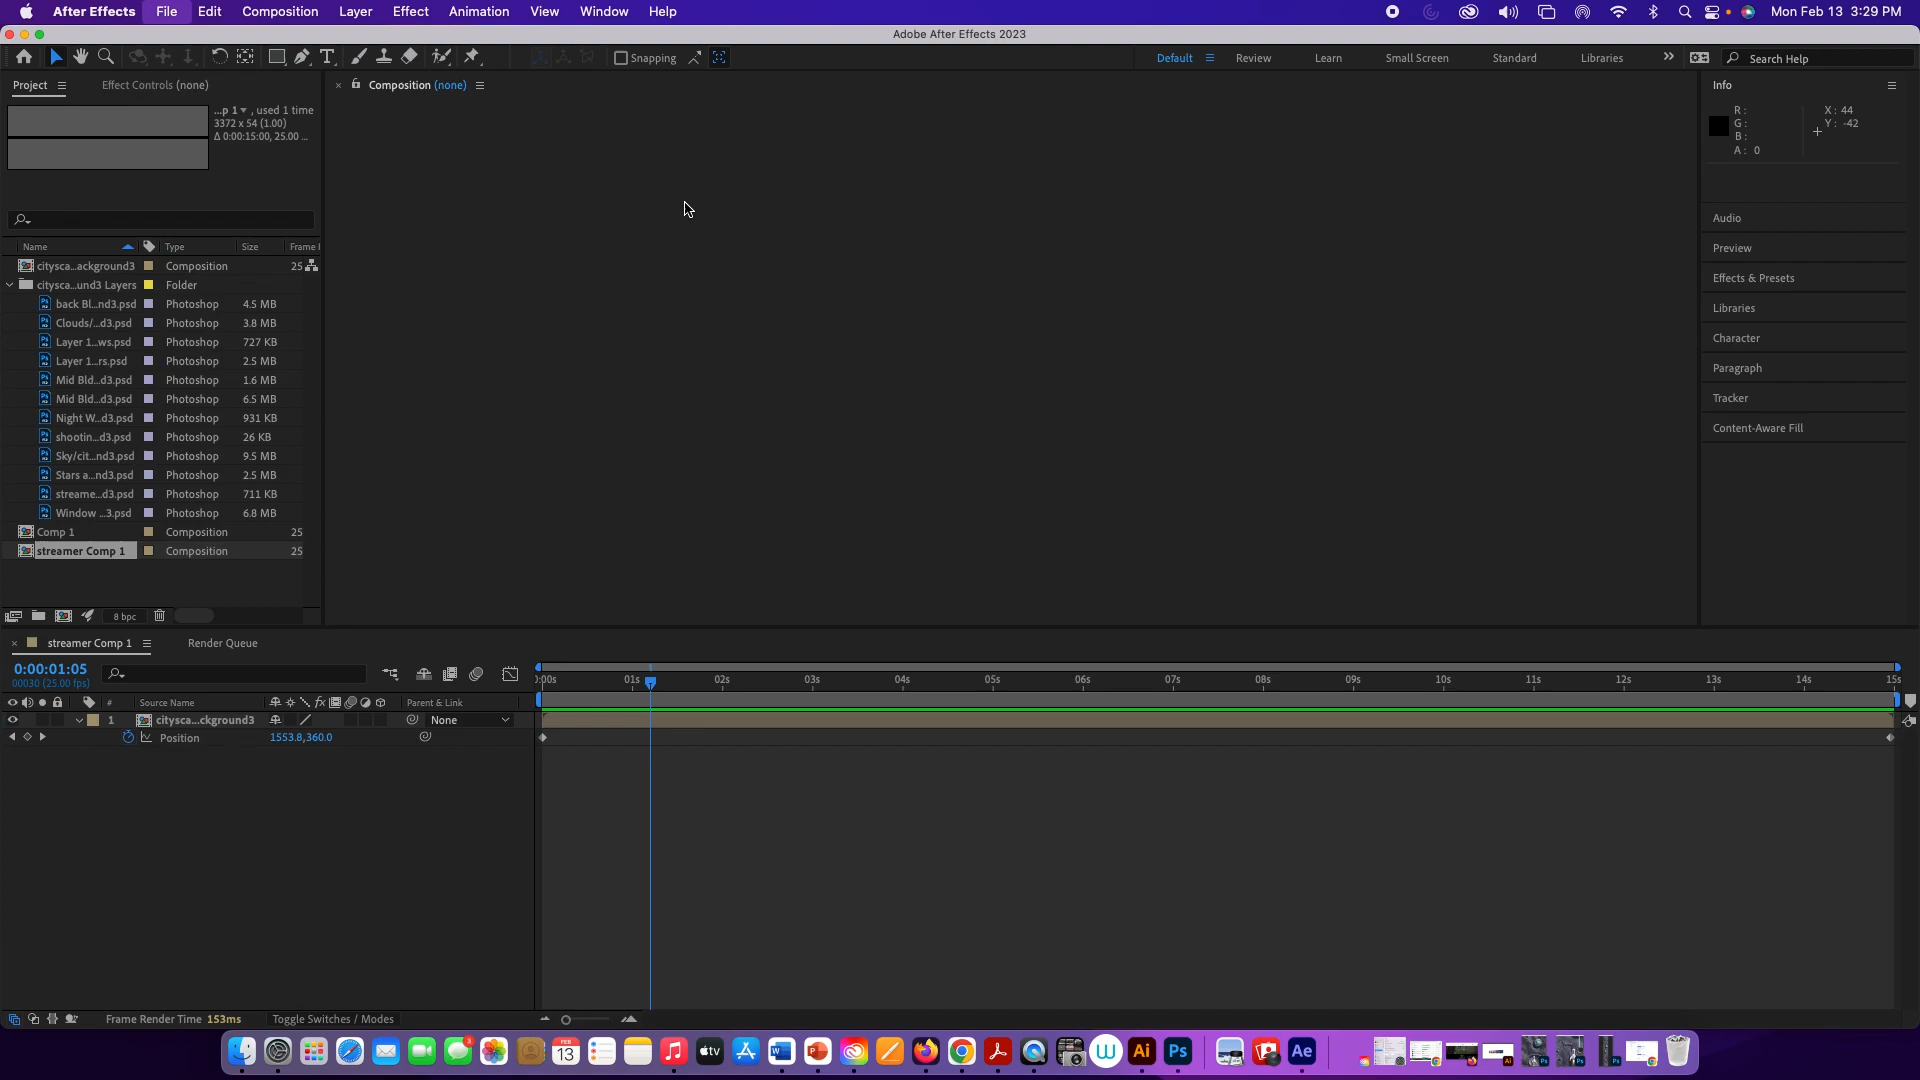 After Effects File Edit Composition Layer Effect Animation View Window Help Mon Feb 13 3:29 PM
Adobe After Effects 2023
Snapping Default Review Learn Small Screen Standard Libraries Search Help
Project Effect Controls (none) Composition (none) Info
...p 1 , used 1 time
3372 x 54 (1.00)
Δ 0:00:15:00, 25.00 ...
R :
G :
B :
A : 0
X : 44
Y : -42
Audio
Preview
Effects & Presets
Libraries
Character
Paragraph
Tracker
Content-Aware Fill
Name Type Size Frame
citysca...ackground3 Composition 25
citysca...und3 Layers Folder
back Bl...nd3.psd Photoshop 4.5 MB
Clouds/...d3.psd Photoshop 3.8 MB
Layer 1...ws.psd Photoshop 727 KB
Layer 1...rs.psd Photoshop 2.5 MB
Mid Bld...d3.psd Photoshop 1.6 MB
Mid Bld...d3.psd Photoshop 6.5 MB
Night W...d3.psd Photoshop 931 KB
shootin...d3.psd Photoshop 26 KB
Sky/cit...nd3.psd Photoshop 9.5 MB
Stars a...nd3.psd Photoshop 2.5 MB
streame...d3.psd Photoshop 711 KB
Window ...3.psd Photoshop 6.8 MB
Comp 1 Composition 25
streamer Comp 1 Composition 25
8 bpc
streamer Comp 1 Render Queue
0:00:01:05
00030 (25.00 fps)
:00s 01s 02s 03s 04s 05s 06s 07s 08s 09s 10s 11s 12s 13s 14s 15s
# Source Name fx Parent & Link
1 citysca...ckground3 None
Position 1553.8,360.0
Frame Render Time 153ms Toggle Switches / Modes
3
FEB
13
tv
W
P
W
Ai
Ps
Ae